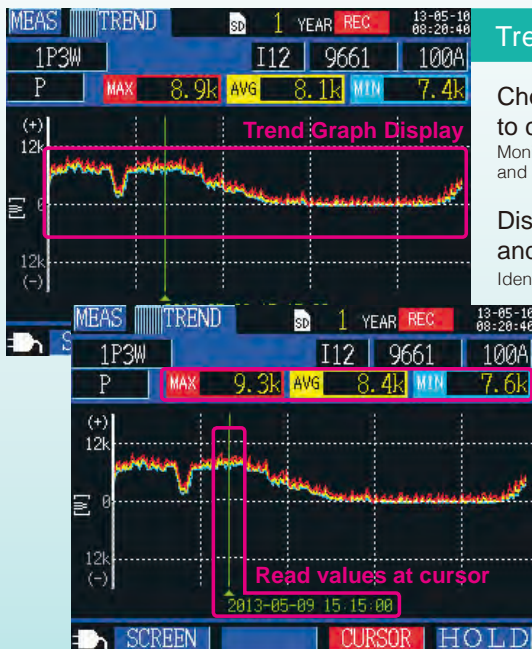 MEAS TREND SD 1 YEAR REC 13-05-10 08:20:40
1P3W I12 9661 100A
P MAX 8.9k AVG 8.1k MIN 7.4k
(+)
12k
Trend Graph Display
[W] 0
12k
(-)
MEAS TREND SD 1 YEAR REC 13-05-10 08:20:40
1P3W I12 9661 100A
P MAX 9.3k AVG 8.4k MIN 7.6k
(+)
12k
[W] 0
12k
(-)
Read values at cursor
2013-05-09 15:15:00
SCREEN CURSOR HOLD
to
Mon
and
and